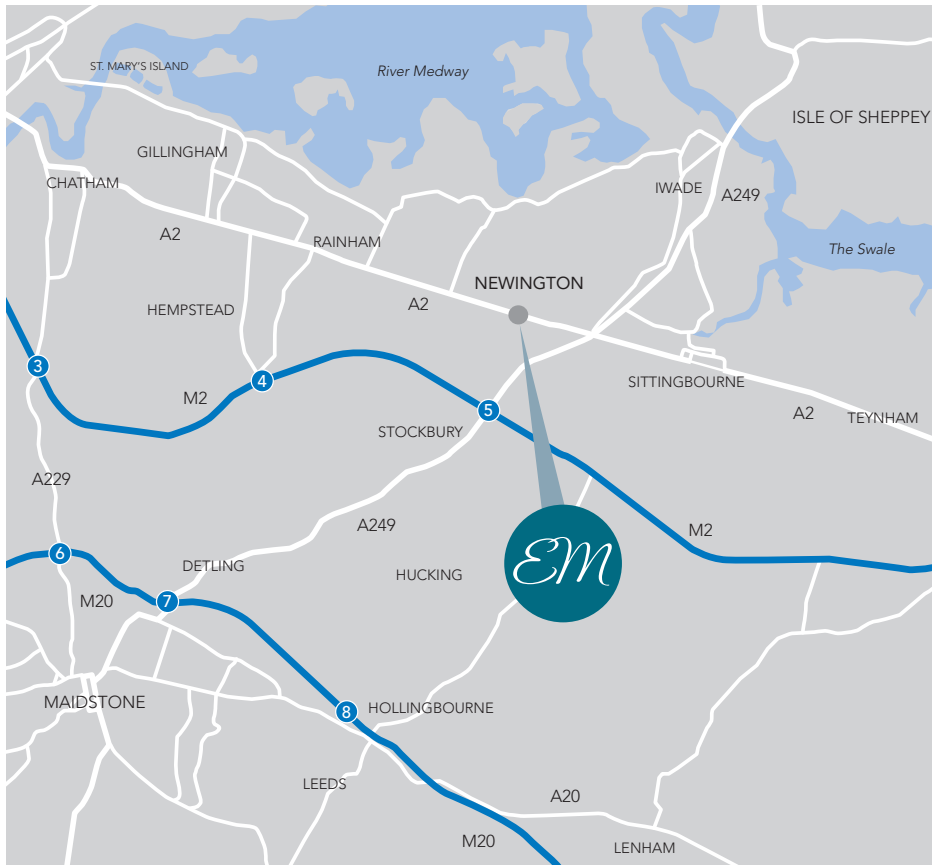 ST. MARY'S ISLAND
River Medway
ISLE OF SHEPPEY
GILLINGHAM
CHATHAM
IWADE
A249
A2
RAINHAM
The Swale
NEWINGTON
HEMPSTEAD
A2
3
4
M2
SITTINGBOURNE
5
A2
TEYNHAM
STOCKBURY
A229
A249
M2
6
DETLING
HUCKING
EM
M20
7
MAIDSTONE
8
HOLLINGBOURNE
LEEDS
A20
M20
LENHAM